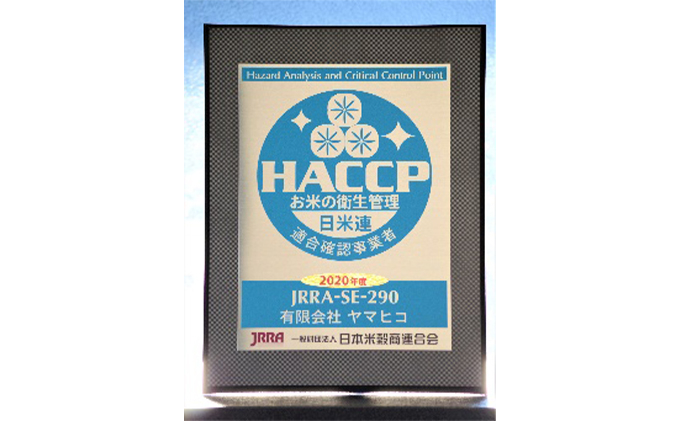 Hazard Analysis and Critical Control Point
HACCP
お米の衛生管理
日米連
適合確認事業者
2020年度
JRRA-SE-290
有限会社 ヤマヒコ
JRRA 一般財団法人 日本米穀商連合会